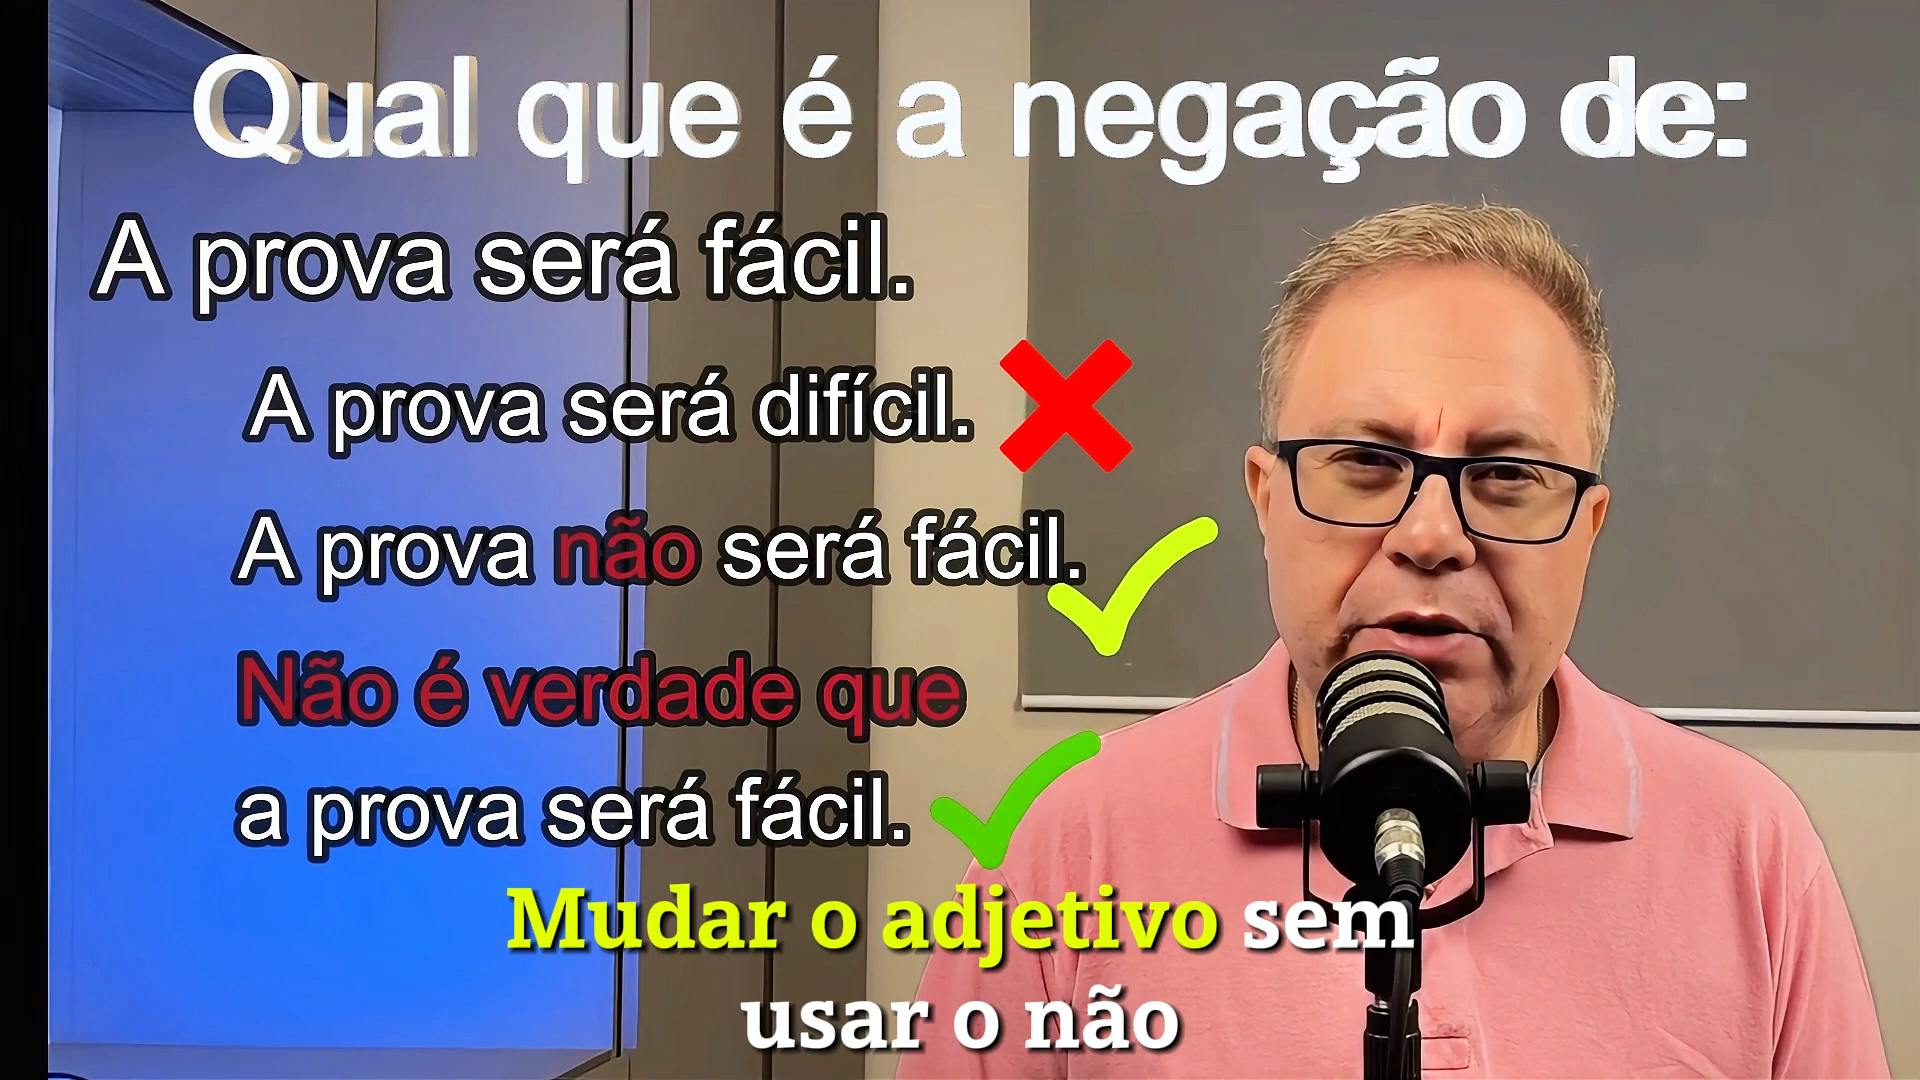 Qual que é a negação de:
A prova será fácil.
A prova será difícil.
A prova não será fácil.
Não é verdade que
a prova será fácil.
Mudar o adjetivo sem
usar o não